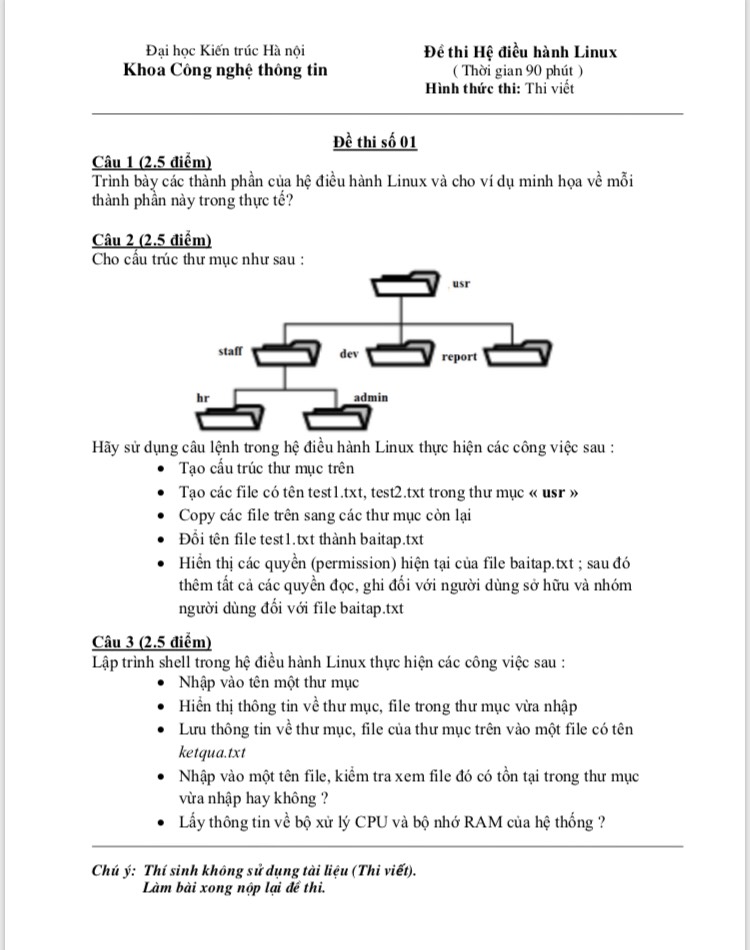 Đại học Kiến trúc Hà nội
Khoa Công nghệ thông tin
Đề thi Hệ điều hành Linux
( Thời gian 90 phút )
Hình thức thi: Thi viết
Đề thi số 01
Câu 1 (2.5 điểm)
Trình bày các thành phần của hệ điều hành Linux và cho ví dụ minh họa về mỗi
thành phần này trong thực tế?
Câu 2 (2.5 điểm)
Cho cấu trúc thư mục như sau :
usr
staff
dev
report
hr
admin
Hãy sử dụng câu lệnh trong hệ điều hành Linux thực hiện các công việc sau :
• Tạo cấu trúc thư mục trên
• Tạo các file có tên test1.txt, test2.txt trong thư mục « usr »
• Copy các file trên sang các thư mục còn lại
• Đổi tên file test1.txt thành baitap.txt
• Hiển thị các quyền (permission) hiện tại của file baitap.txt ; sau đó
thêm tất cả các quyền đọc, ghi đối với người dùng sở hữu và nhóm
người dùng đối với file baitap.txt
Câu 3 (2.5 điểm)
Lập trình shell trong hệ điều hành Linux thực hiện các công việc sau :
• Nhập vào tên một thư mục
• Hiển thị thông tin về thư mục, file trong thư mục vừa nhập
• Lưu thông tin về thư mục, file của thư mục trên vào một file có tên
ketqua.txt
• Nhập vào một tên file, kiểm tra xem file đó có tồn tại trong thư mục
vừa nhập hay không ?
• Lấy thông tin về bộ xử lý CPU và bộ nhớ RAM của hệ thống ?
Chú ý: Thí sinh không sử dụng tài liệu (Thi viết).
Làm bài xong nộp lại đề thi.